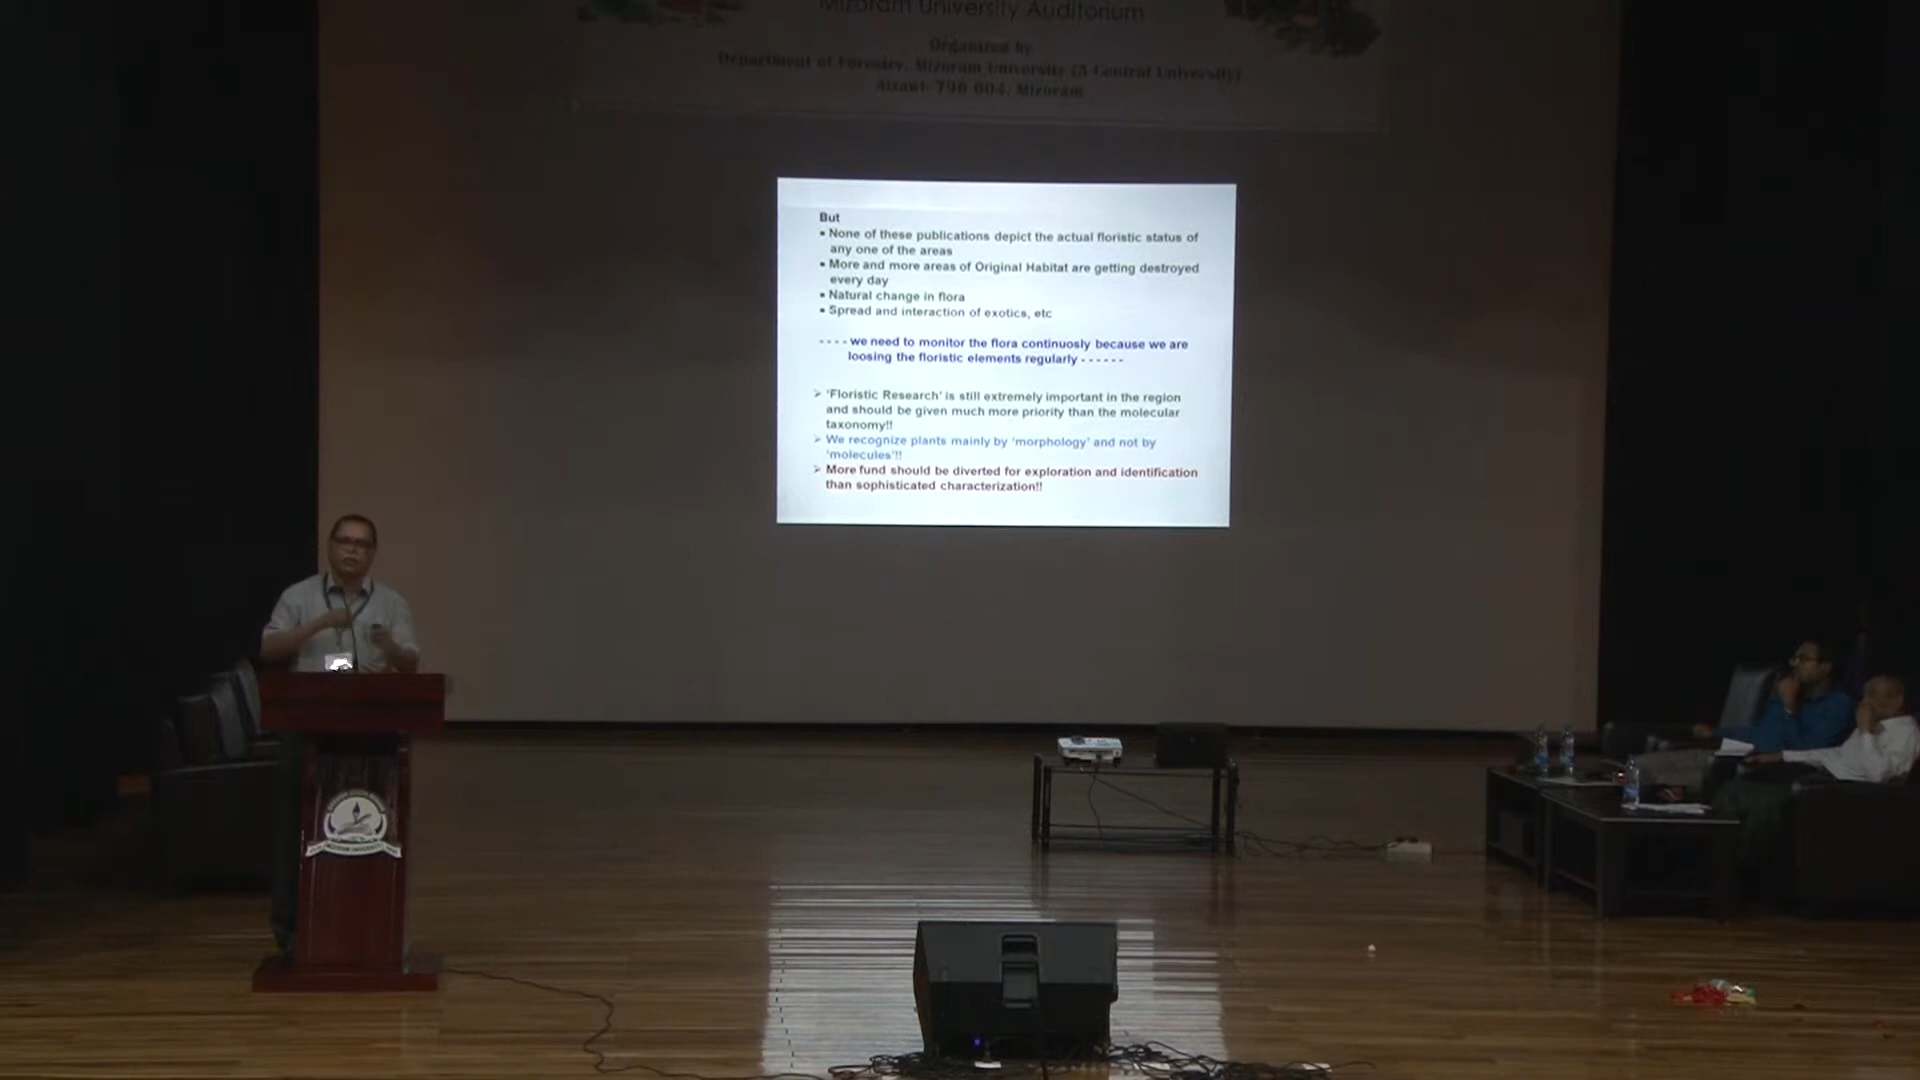 Mizoram University Auditorium
Organized by
Department of Forestry, Mizoram University (A Central University)
Aizawl- 796 004, Mizoram
But
▪ None of these publications depict the actual floristic status of
any one of the areas
▪ More and more areas of Original Habitat are getting destroyed
every day
▪ Natural change in flora
▪ Spread and interaction of exotics, etc
- - - - we need to monitor the flora continuosly because we are
loosing the floristic elements regularly - - - - - -
➢ ‘Floristic Research’ is still extremely important in the region
and should be given much more priority than the molecular
taxonomy!!
➢ We recognize plants mainly by ‘morphology’ and not by
‘molecules’!!
➢ More fund should be diverted for exploration and identification
than sophisticated characterization!!
MIZORAM UNIVERSITY